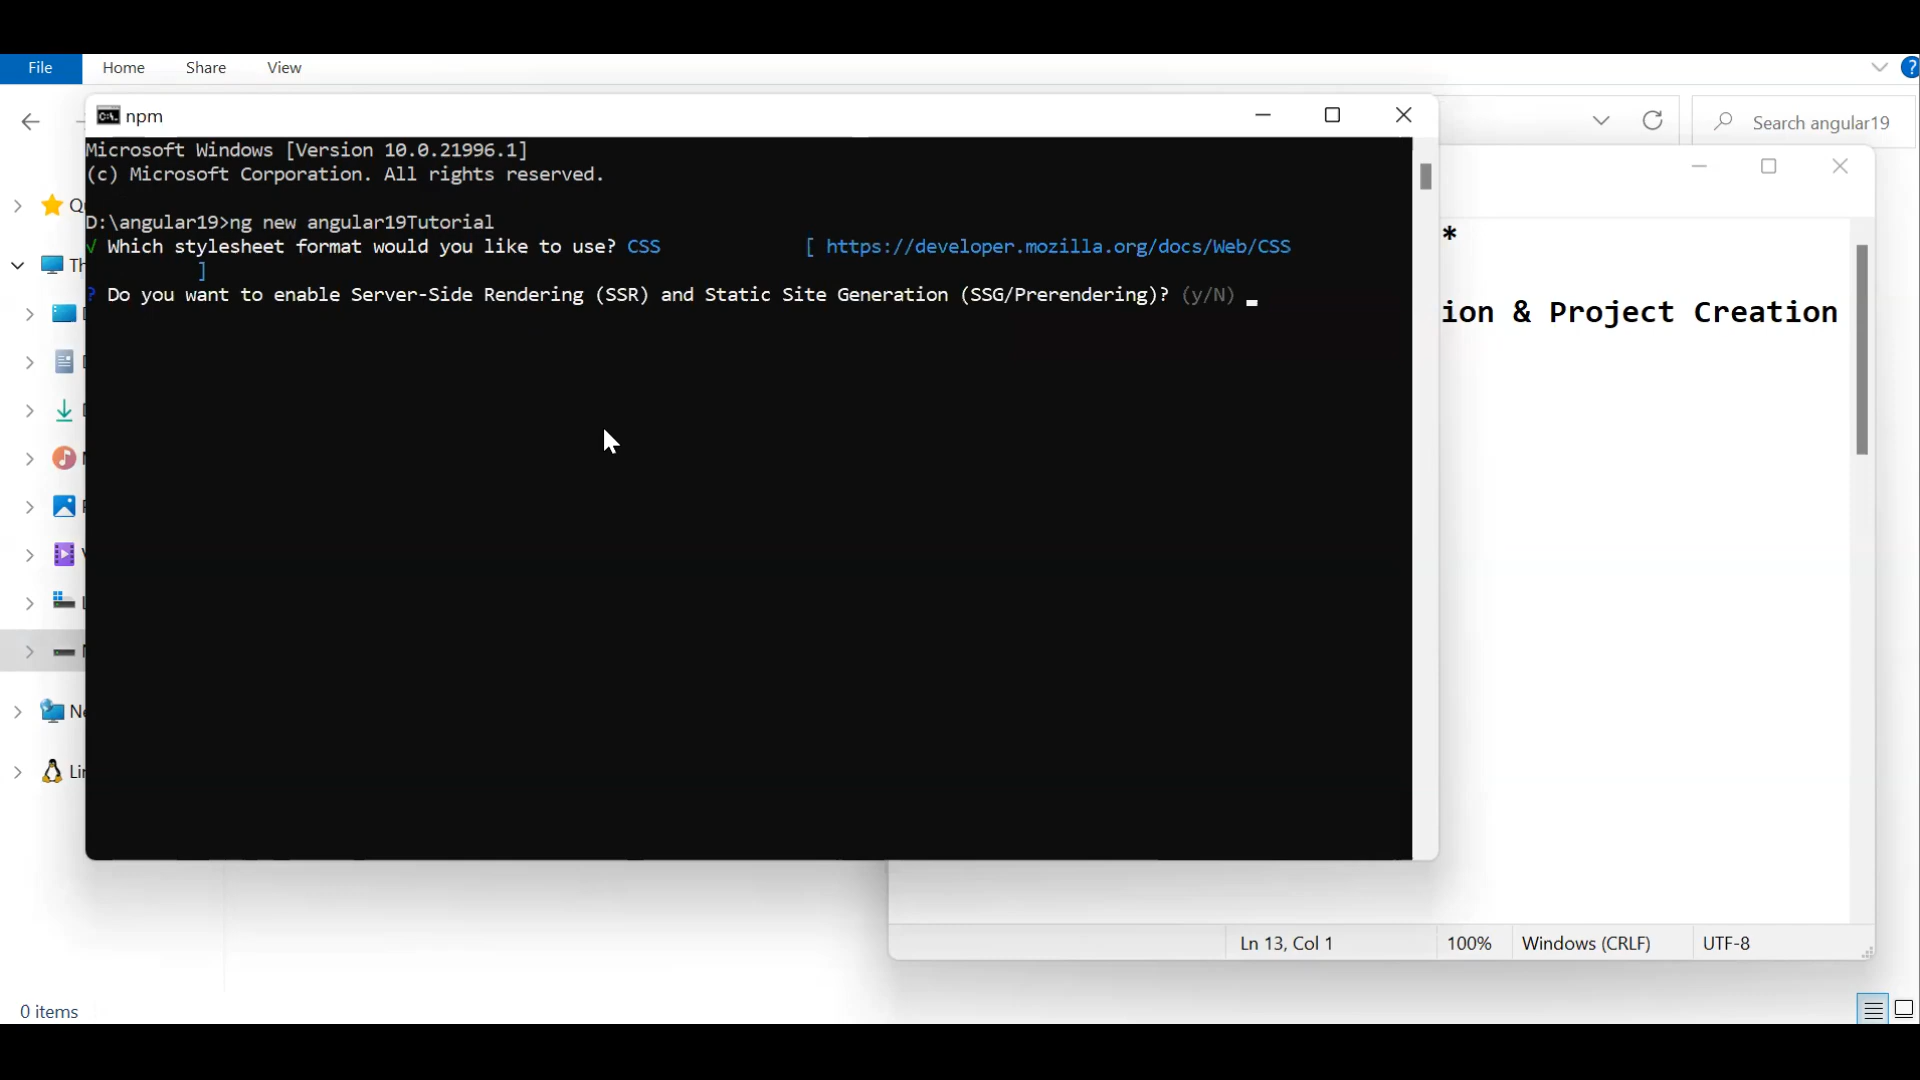 File Home Share View
?
npm
Search angular19
Microsoft Windows [Version 10.0.21996.1]
(c) Microsoft Corporation. All rights reserved.
D:\angular19>ng new angular19Tutorial
√ Which stylesheet format would you like to use? CSS [ https://developer.mozilla.org/docs/Web/CSS
]
? Do you want to enable Server-Side Rendering (SSR) and Static Site Generation (SSG/Prerendering)? (y/N)
*
ion & Project Creation
Ln 13, Col 1 100% Windows (CRLF) UTF-8
0 items